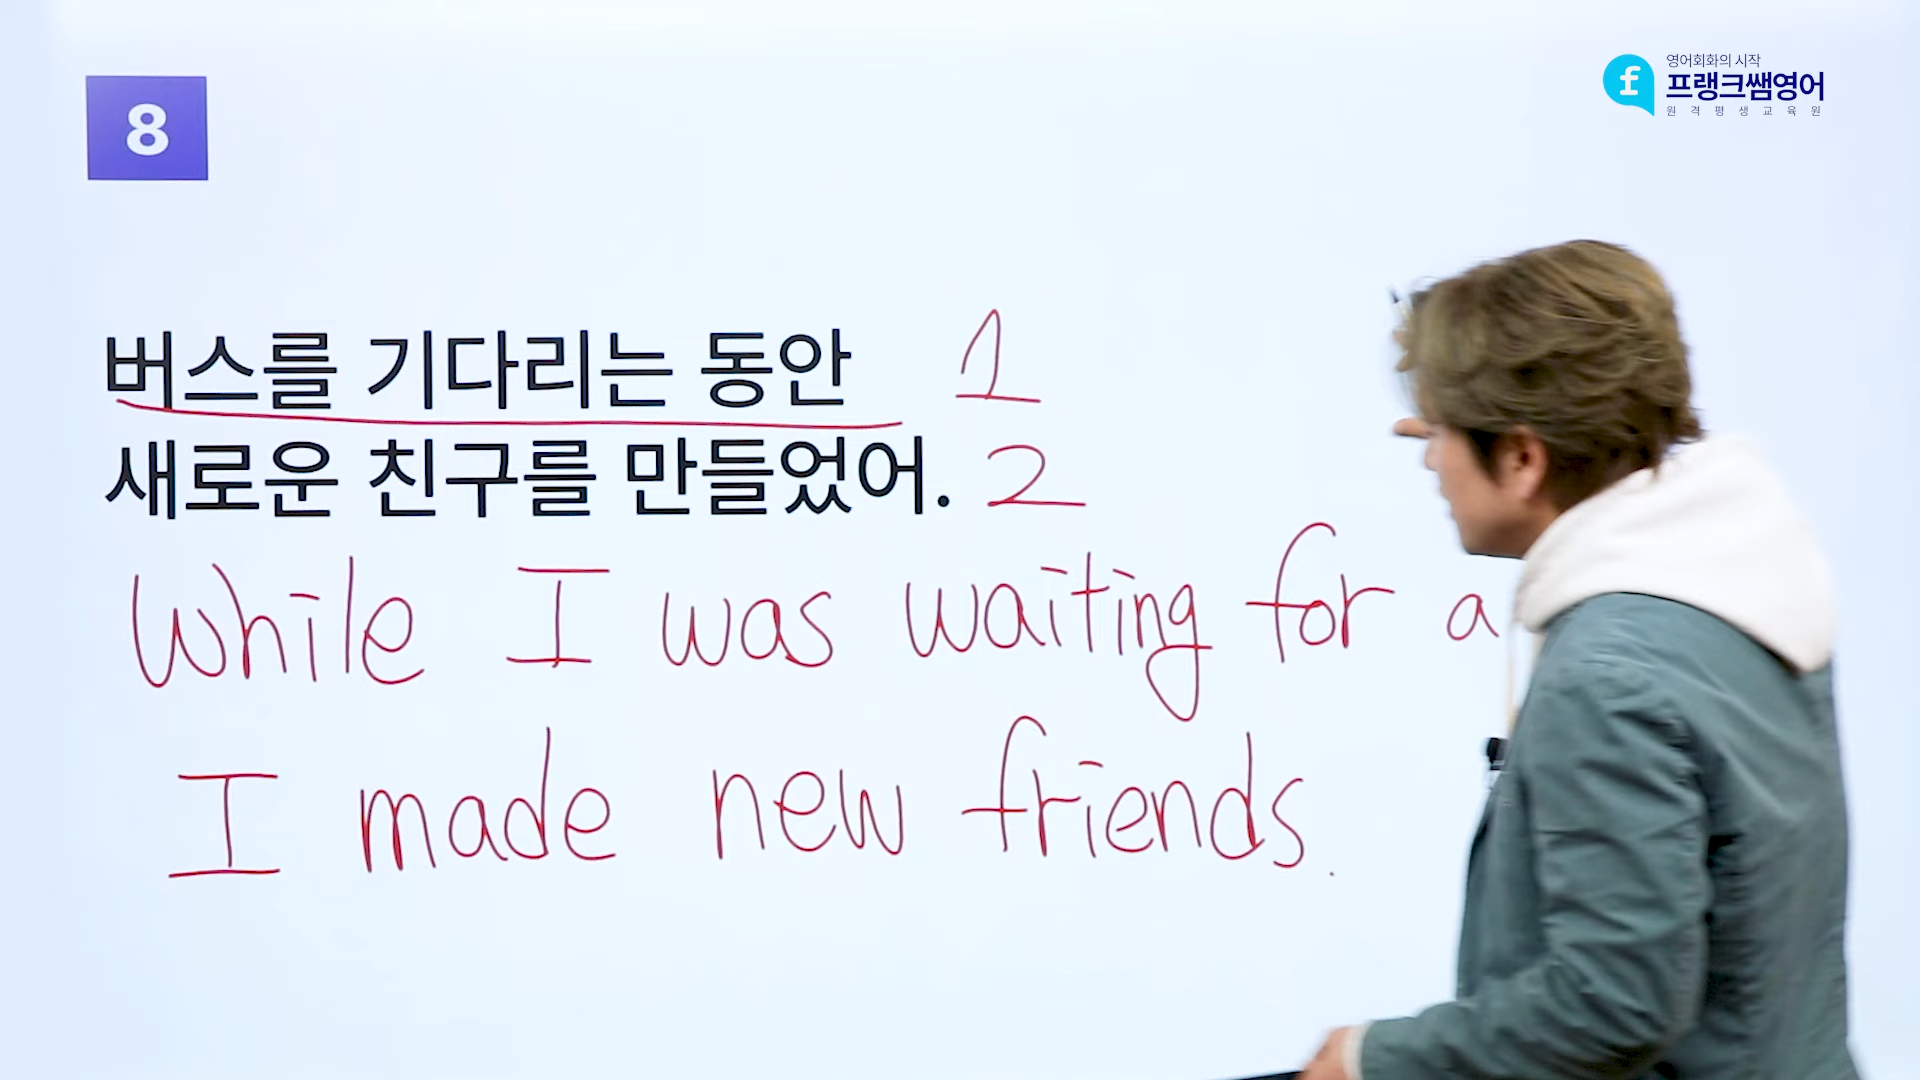 8
영어회화의 시작
프랭크쌤영어
원격평생교육원
버스를 기다리는 동안 1
새로운 친구를 만들었어. 2
While I was waiting for a
I made new friends.